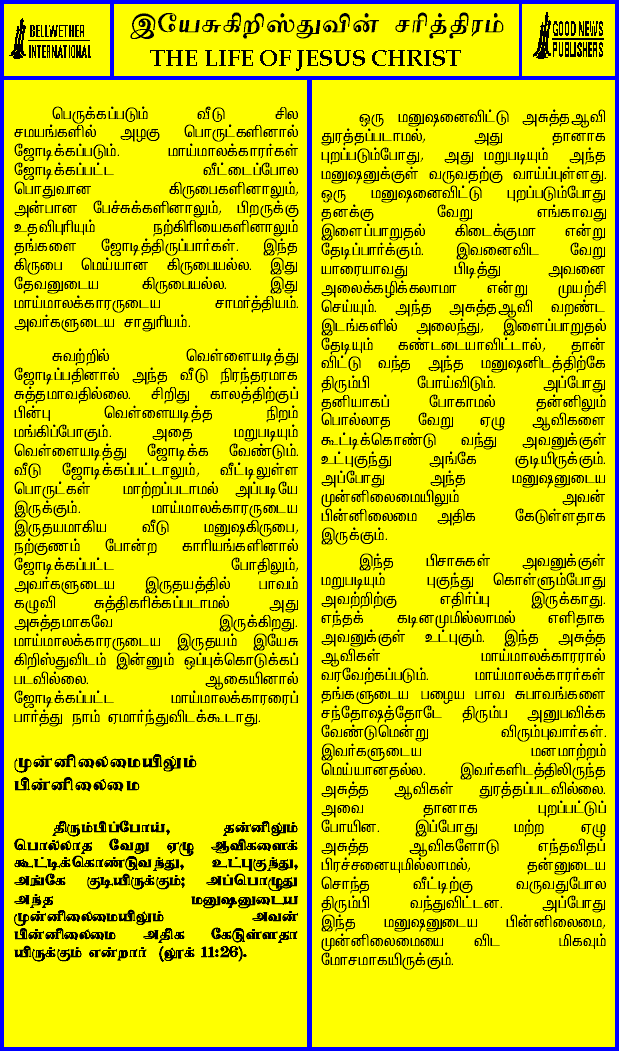 BELLWETHER
INTERNATIONAL
இயேசுகிறிஸ்துவின் சரித்திரம்
THE LIFE OF JESUS CHRIST
GOOD NEWS
PUBLISHERS
பெருக்கப்படும் வீடு சில
சமயங்களில் அழகு பொருட்களினால்
ஜோடிக்கப்படும். மாய்மாலக்காரர்கள்
ஜோடிக்கப்பட்ட வீட்டைப்போல
பொதுவான கிருபைகளினாலும்,
அன்பான பேச்சுக்களினாலும், பிறருக்கு
உதவிபுரியும் நற்கிரியைகளினாலும்
தங்களை ஜோடித்திருப்பார்கள். இந்த
கிருபை மெய்யான கிருபையல்ல. இது
தேவனுடைய கிருபையல்ல. இது
மாய்மாலக்காரருடைய சாமர்த்தியம்.
அவர்களுடைய சாதுரியம்.
சுவற்றில் வெள்ளையடித்து
ஜோடிப்பதினால் அந்த வீடு நிரந்தரமாக
சுத்தமாவதில்லை. சிறிது காலத்திற்குப்
பின்பு வெள்ளையடித்த நிறம்
மங்கிப்போகும். அதை மறுபடியும்
வெள்ளையடித்து ஜோடிக்க வேண்டும்.
வீடு ஜோடிக்கப்பட்டாலும், வீட்டிலுள்ள
பொருட்கள் மாற்றப்படாமல் அப்படியே
இருக்கும். மாய்மாலக்காரருடைய
இருதயமாகிய வீடு மனுஷகிருபை,
நற்குணம் போன்ற காரியங்களினால்
ஜோடிக்கப்பட்ட போதிலும்,
அவர்களுடைய இருதயத்தில் பாவம்
கழுவி சுத்திகரிக்கப்படாமல் அது
அசுத்தமாகவே இருக்கிறது.
மாய்மாலக்காரருடைய இருதயம் இயேசு
கிறிஸ்துவிடம் இன்னும் ஒப்புக்கொடுக்கப்
படவில்லை. ஆகையினால்
ஜோடிக்கப்பட்ட மாய்மாலக்காரரைப்
பார்த்து நாம் ஏமார்ந்துவிடக்கூடாது.
முன்னிலைமையிலும்
பின்னிலைமை
திரும்பிப்போய், தன்னிலும்
பொல்லாத வேறு ஏழு ஆவிகளைக்
கூட்டிக்கொண்டுவந்து, உட்புகுந்து,
அங்கே குடியிருக்கும்; அப்பொழுது
அந்த மனுஷனுடைய
முன்னிலைமையிலும் அவன்
பின்னிலைமை அதிக கேடுள்ளதா
யிருக்கும் என்றார் (லூக் 11:26).
ஒரு மனுஷனைவிட்டு அசுத்தஆவி
துரத்தப்படாமல், அது தானாக
புறப்படும்போது, அது மறுபடியும் அந்த
மனுஷனுக்குள் வருவதற்கு வாய்ப்புள்ளது.
ஒரு மனுஷனைவிட்டு புறப்படும்போது
தனக்கு வேறு எங்காவது
இளைப்பாறுதல் கிடைக்குமா என்று
தேடிப்பார்க்கும். இவனைவிட வேறு
யாரையாவது பிடித்து அவனை
அலைக்கழிக்கலாமா என்று முயற்சி
செய்யும். அந்த அசுத்தஆவி வறண்ட
இடங்களில் அலைந்து, இளைப்பாறுதல்
தேடியும் கண்டடையாவிட்டால், தான்
விட்டு வந்த அந்த மனுஷனிடத்திற்கே
திரும்பி போய்விடும். அப்போது
தனியாகப் போகாமல் தன்னிலும்
பொல்லாத வேறு ஏழு ஆவிகளை
கூட்டிக்கொண்டு வந்து அவனுக்குள்
உட்புகுந்து அங்கே குடியிருக்கும்.
அப்போது அந்த மனுஷனுடைய
முன்னிலைமையிலும் அவன்
பின்னிலைமை அதிக கேடுள்ளதாக
இருக்கும்.
இந்த பிசாசுகள் அவனுக்குள்
மறுபடியும் புகுந்து கொள்ளும்போது
அவற்றிற்கு எதிர்ப்பு இருக்காது.
எந்தக் கடினமுமில்லாமல் எளிதாக
அவனுக்குள் உட்புகும். இந்த அசுத்த
ஆவிகள் மாய்மாலக்காரரால்
வரவேற்கப்படும். மாய்மாலக்காரர்கள்
தங்களுடைய பழைய பாவ சுபாவங்களை
சந்தோஷத்தோடே திரும்ப அனுபவிக்க
வேண்டுமென்று விரும்புவார்கள்.
இவர்களுடைய மனமாற்றம்
மெய்யானதல்ல. இவர்களிடத்திலிருந்த
அசுத்த ஆவிகள் துரத்தப்படவில்லை.
அவை தானாக புறப்பட்டுப்
போயின. இப்போது மற்ற ஏழு
அசுத்த ஆவிகளோடு எந்தவிதப்
பிரச்சனையுமில்லாமல், தன்னுடைய
சொந்த வீட்டிற்கு வருவதுபோல
திரும்பி வந்துவிட்டன. அப்போது
இந்த மனுஷனுடைய பின்னிலைமை,
முன்னிலைமையை விட மிகவும்
மோசமாகயிருக்கும்.